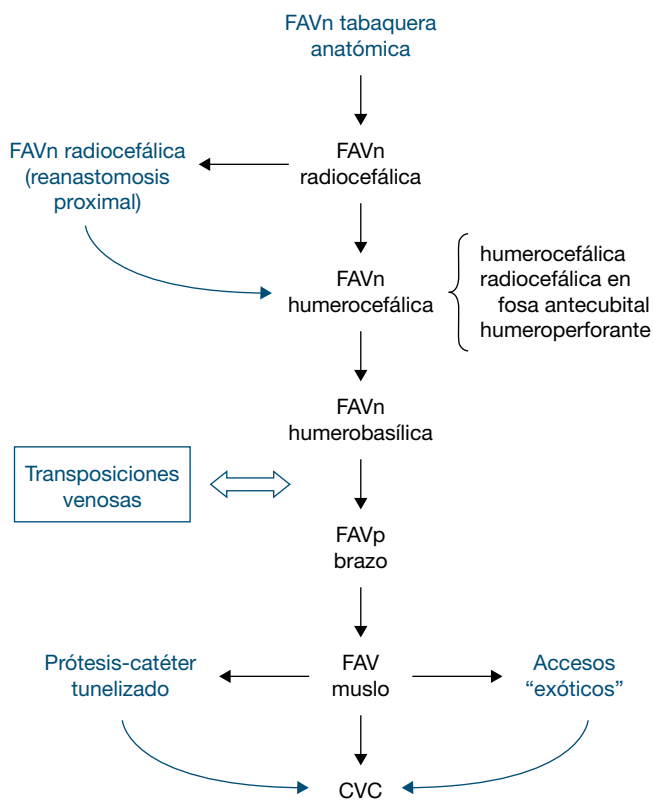 FAVn tabaquera
anatómica
FAVn radiocefálica
(reanastomosis
proximal)
FAVn
radiocefálica
FAVn
humerocefálica
humerocefálica
radiocefálica en
fosa antecubital
humeroperforante
FAVn
humerobasílica
Transposiciones
venosas
FAVp
brazo
Prótesis-catéter
tunelizado
FAV
muslo
Accesos
“exóticos”
CVC